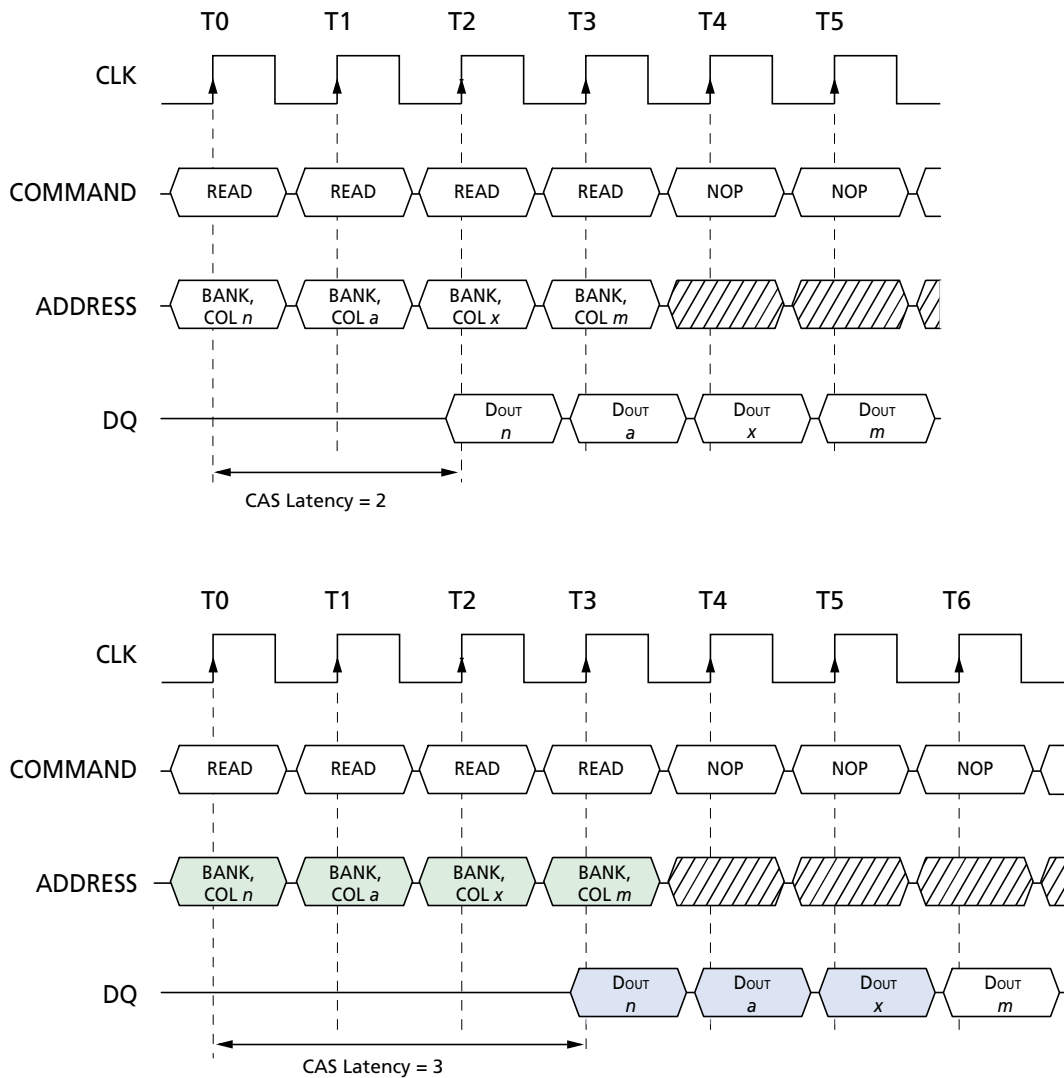 T0 T1 T2 T3 T4 T5
CLK
COMMAND READ READ READ READ NOP NOP
ADDRESS BANK, COL n BANK, COL a BANK, COL x BANK, COL m
DQ DOUT n DOUT a DOUT x DOUT m
CAS Latency = 2
T0 T1 T2 T3 T4 T5 T6
CLK
COMMAND READ READ READ READ NOP NOP NOP
ADDRESS BANK, COL n BANK, COL a BANK, COL x BANK, COL m
DQ DOUT n DOUT a DOUT x DOUT m
CAS Latency = 3